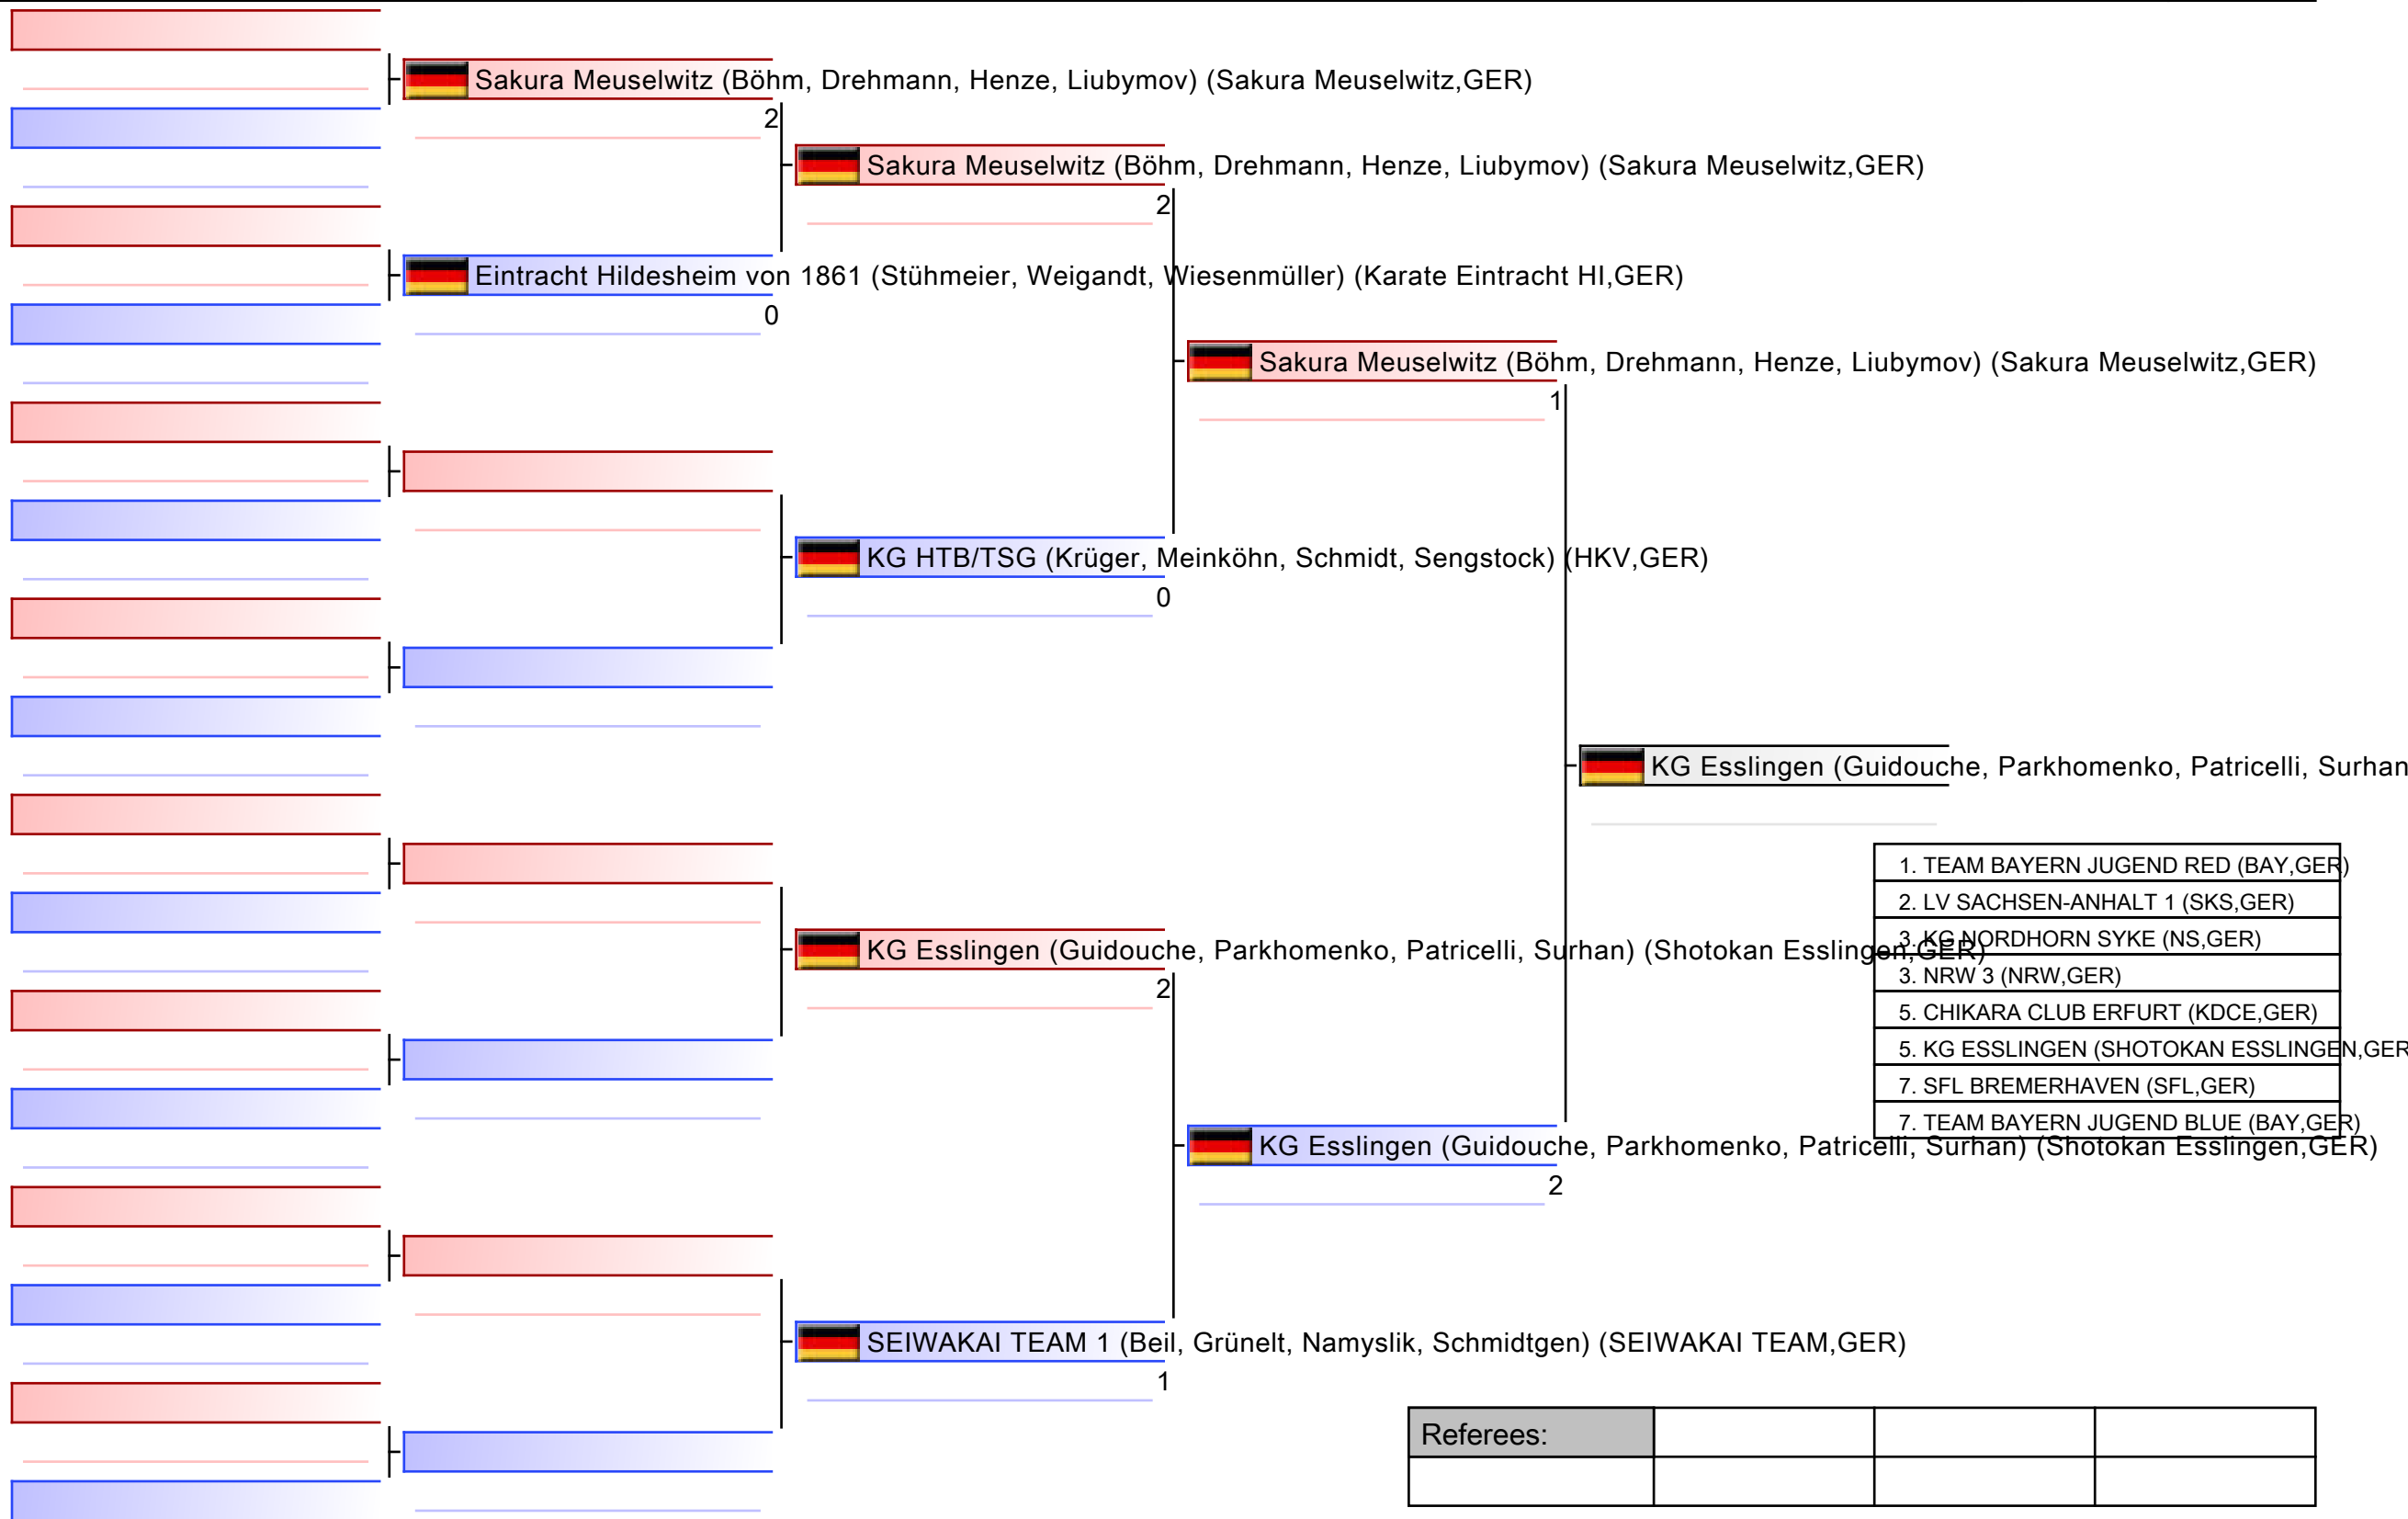 Sakura Meuselwitz (Böhm, Drehmann, Henze, Liubymov) (Sakura Meuselwitz,GER)
2
Sakura Meuselwitz (Böhm, Drehmann, Henze, Liubymov) (Sakura Meuselwitz,GER)
2
Eintracht Hildesheim von 1861 (Stühmeier, Weigandt, Wiesenmüller) (Karate Eintracht HI,GER)
0
Sakura Meuselwitz (Böhm, Drehmann, Henze, Liubymov) (Sakura Meuselwitz,GER)
1
KG HTB/TSG (Krüger, Meinköhn, Schmidt, Sengstock) (HKV,GER)
0
KG Esslingen (Guidouche, Parkhomenko, Patricelli, Surhan
1. TEAM BAYERN JUGEND RED (BAY,GER)
2. LV SACHSEN-ANHALT 1 (SKS,GER)
3. KG NORDHORN SYKE (NS,GER)
KG Esslingen (Guidouche, Parkhomenko, Patricelli, Surhan) (Shotokan Esslingen,GER)
2
3. NRW 3 (NRW,GER)
5. CHIKARA CLUB ERFURT (KDCE,GER)
5. KG ESSLINGEN (SHOTOKAN ESSLINGEN,GER
7. SFL BREMERHAVEN (SFL,GER)
7. TEAM BAYERN JUGEND BLUE (BAY,GER)
KG Esslingen (Guidouche, Parkhomenko, Patricelli, Surhan) (Shotokan Esslingen,GER)
2
SEIWAKAI TEAM 1 (Beil, Grünelt, Namyslik, Schmidtgen) (SEIWAKAI TEAM,GER)
1
Referees: